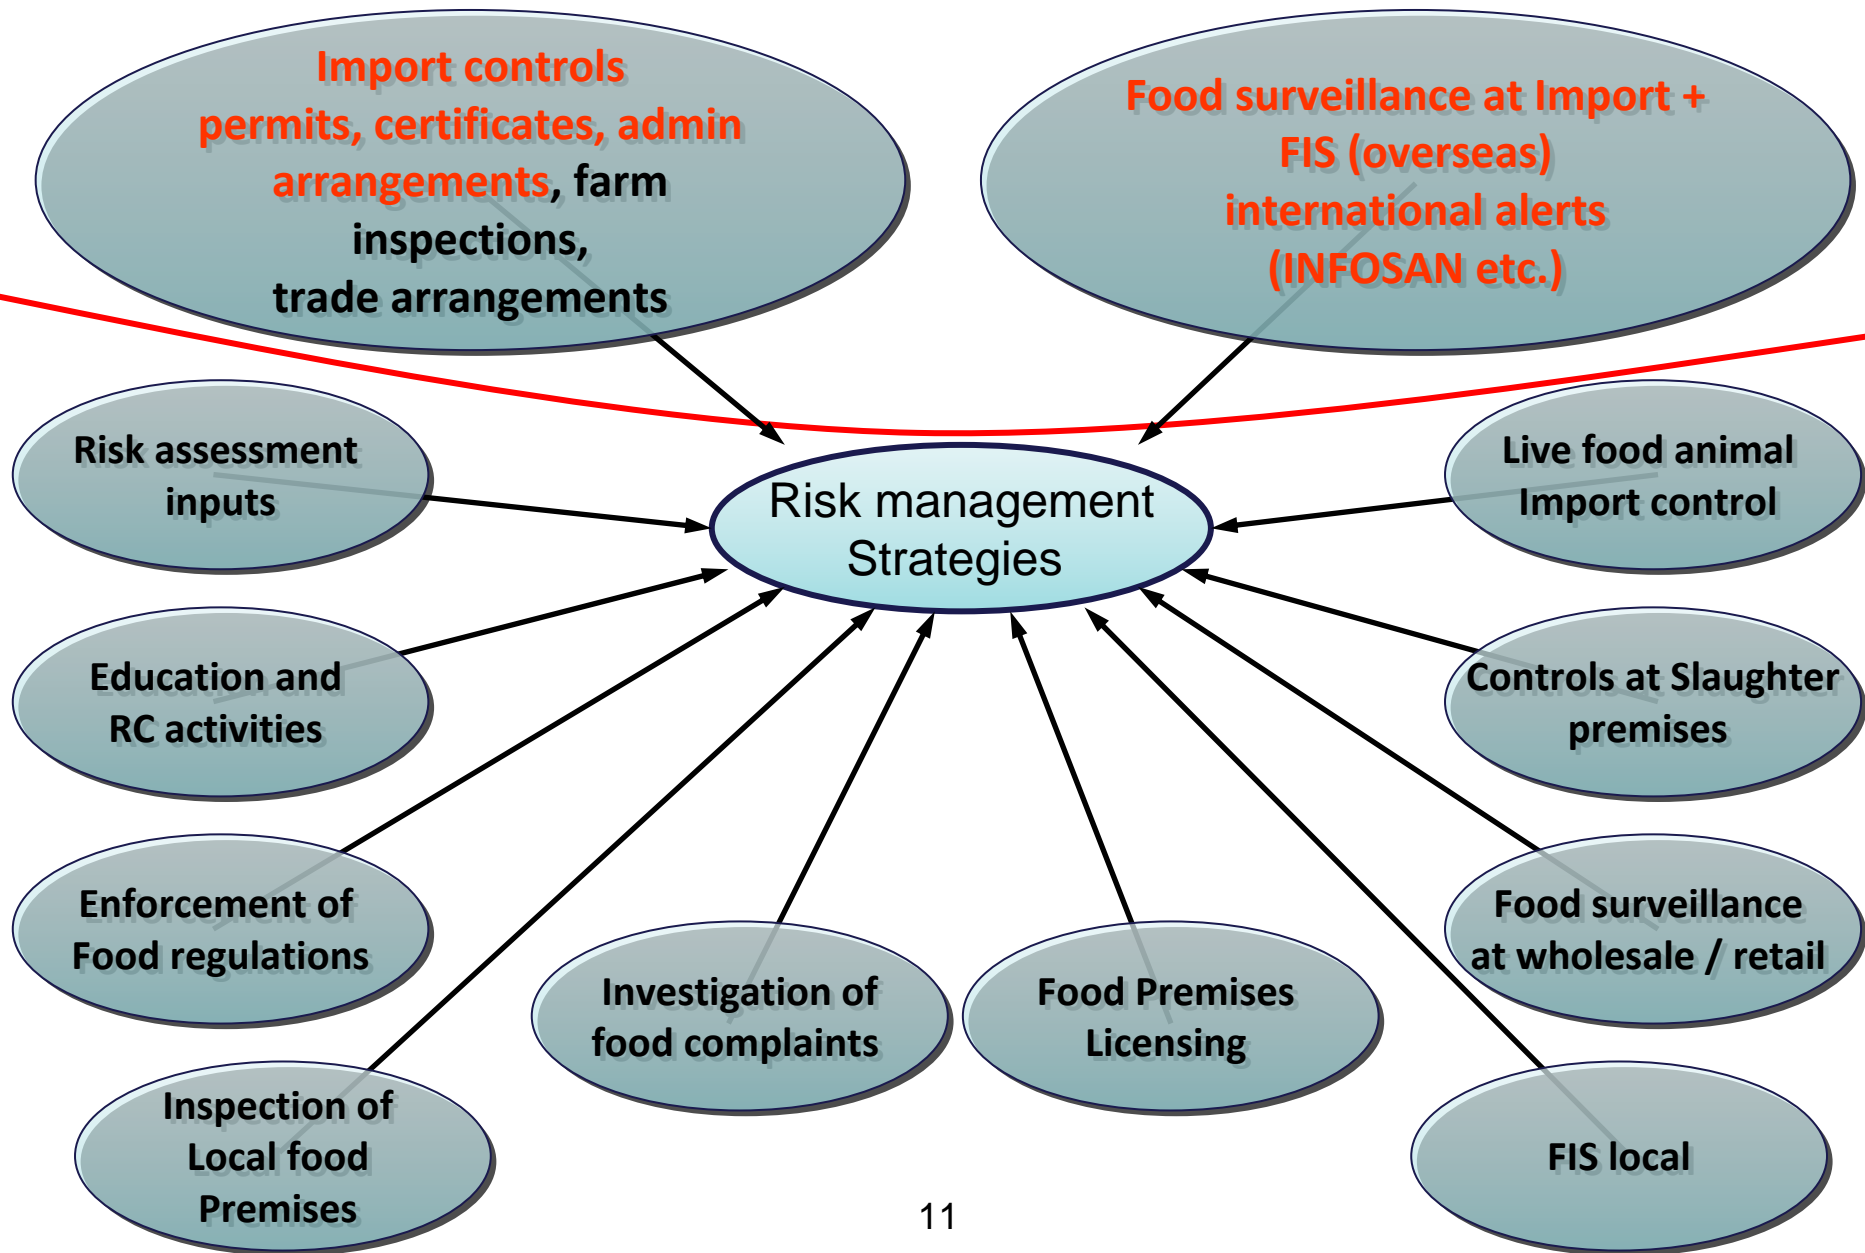 Import controls
permits, certificates, admin
arrangements, farm
inspections,
trade arrangements
Food surveillance at Import +
FIS (overseas)
international alerts
(INFOSAN etc.)
Risk assessment
inputs
Risk management
Strategies
Live food animal
Import control
Education and
RC activities
Controls at Slaughter
premises
Enforcement of
Food regulations
Food surveillance
at wholesale / retail
Investigation of
food complaints
Food Premises
Licensing
Inspection of
Local food
Premises
FIS local
11